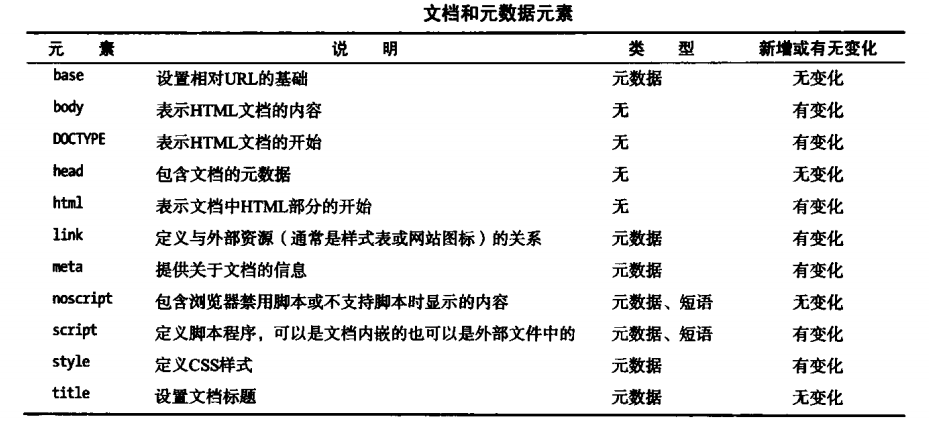 文档和元数据元素
元 素 说 明 类 型 新增或有无变化
base 设置相对URL的基础 元数据 无变化
body 表示HTML文档的内容 无 有变化
DOCTYPE 表示HTML文档的开始 无 有变化
head 包含文档的元数据 无 无变化
html 表示文档中HTML部分的开始 无 有变化
link 定义与外部资源（通常是样式表或网站图标）的关系 元数据 有变化
meta 提供关于文档的信息 元数据 有变化
noscript 包含浏览器禁用脚本或不支持脚本时显示的内容 元数据、短语 无变化
script 定义脚本程序，可以是文档内嵌的也可以是外部文件中的 元数据、短语 有变化
style 定义CSS样式 元数据 有变化
title 设置文档标题 元数据 无变化